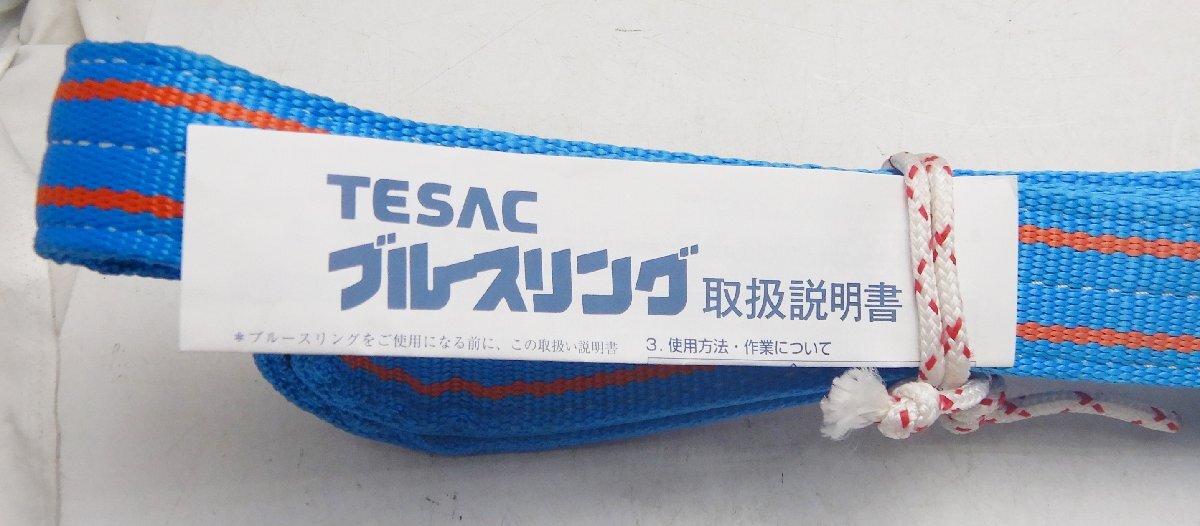 TESAC
ブルースリング 取扱説明書
*ブルースリングをご使用になる前に、この取扱い説明書
3. 使用方法・作業について